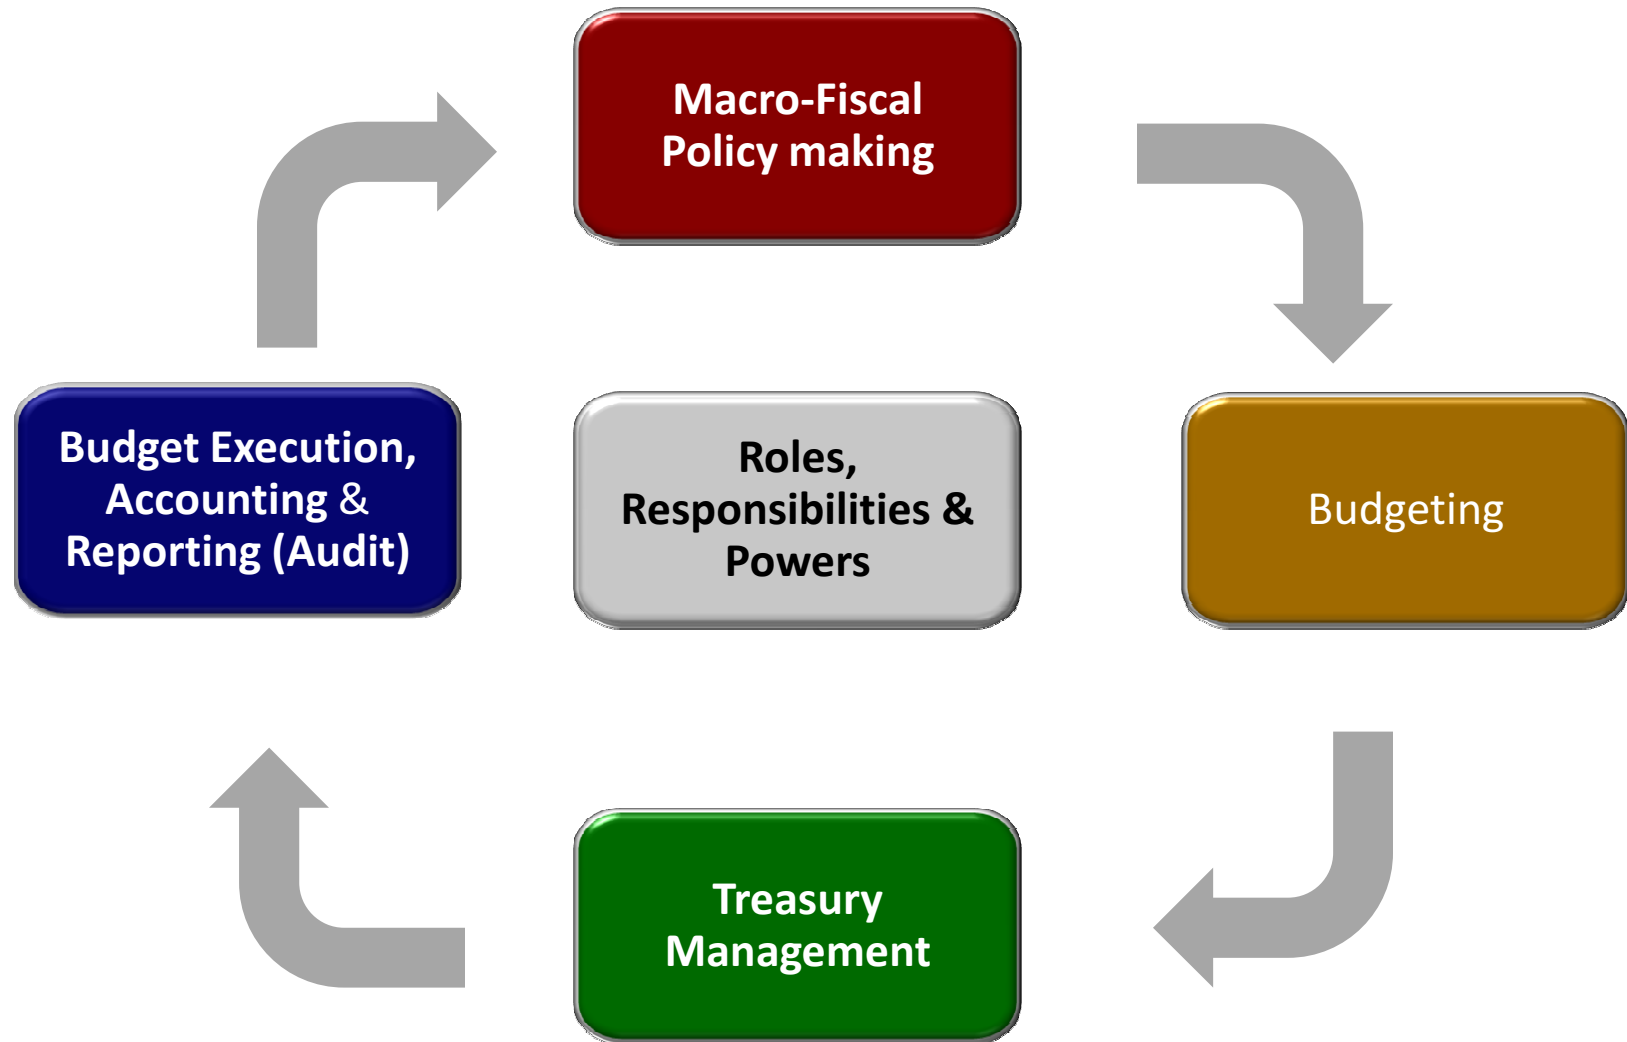 Macro-Fiscal
Policy making
Budget Execution,
Accounting &
Reporting (Audit)
Roles,
Responsibilities &
Powers
Budgeting
Treasury
Management